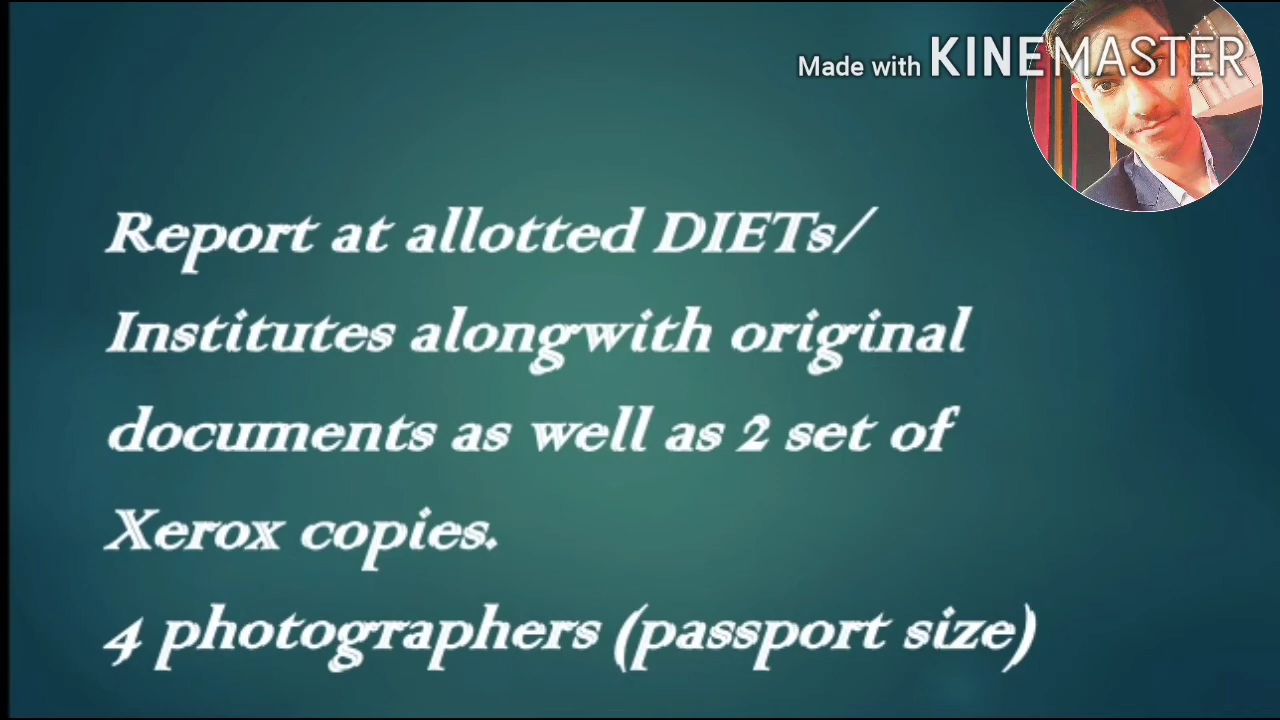 Made with KINEMASTER
Report at allotted DIETs/
Institutes alongwith original
documents as well as 2 set of
Xerox copies.
4 photographers (passport size)